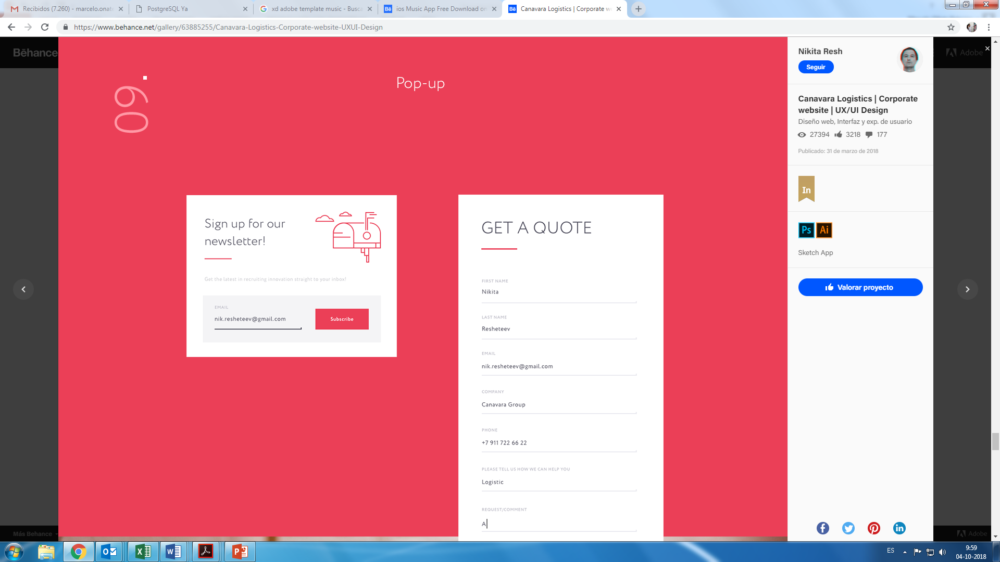 Recibidos (7.260) - marcelo.onate
PostgreSQL Ya
xd adobe template music - Busca
Bē ios Music App Free Download on
Bē Canavara Logistics | Corporate we
https://www.behance.net/gallery/63885255/Canavara-Logistics-Corporate-website-UXUI-Design
Bēhance
Adobe
09
Pop-up
Sign up for our
newsletter!
Get the latest in recruiting innovation straight to your inbox!
EMAIL
nik.resheteev@gmail.com
Subscribe
GET A QUOTE
FIRST NAME
Nikita
LAST NAME
Resheteev
EMAIL
nik.resheteev@gmail.com
COMPANY
Canavara Group
PHONE
+7 911 722 66 22
PLEASE TELL US HOW WE CAN HELP YOU
Logistic
REQUEST/COMMENT
A
Nikita Resh
Seguir
Canavara Logistics | Corporate
website | UX/UI Design
Diseño web, Interfaz y exp. de usuario
27394 3218 177
Publicado: 31 de marzo de 2018
In
Ps Ai
Sketch App
Valorar proyecto
Más Behance
Adobe
ES
9:59
04-10-2018